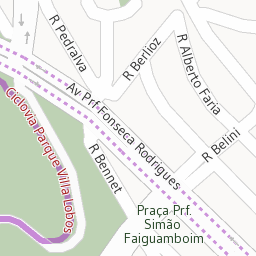 R Pedralva
R Berlioz
R Alberto Faria
Av Prf Fonseca Rodrigues
Ciclovia Parque Villa Lobos
R Belini
R Bennet
Praça Prf.
Simão
Faiguamboim